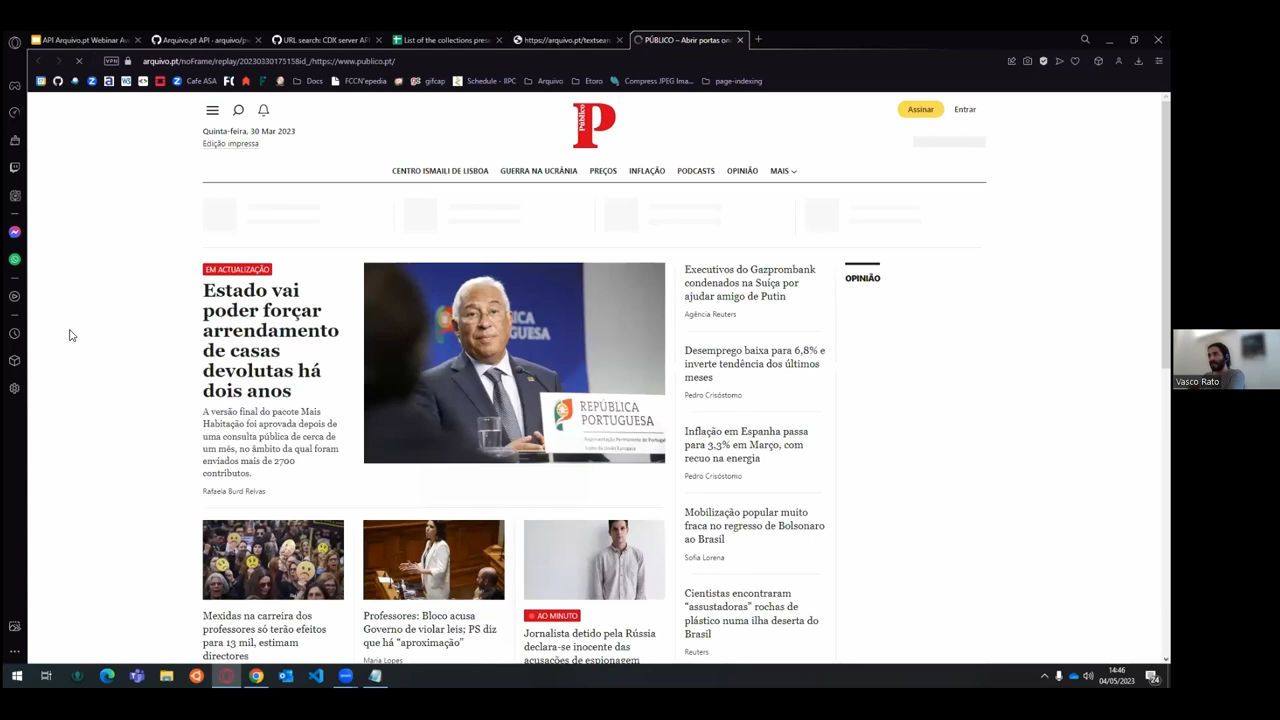 API Arquivo.pt Webinar Av
Arquivo.pt API · arquivo/pw
URL search: CDX server API
List of the collections prese
https://arquivo.pt/textsear
PÚBLICO – Abrir portas on
VPN
arquivo.pt/noFrame/replay/20230330175158id_/https://www.publico.pt/
Cafe ASA
Docs
FCCN'epedia
gifcap
Schedule - IIPC
Arquivo
Etoro
Compress JPEG Ima...
page-indexing
Público
P
Assinar
Entrar
Quinta-feira, 30 Mar 2023
Edição impressa
CENTRO ISMAILI DE LISBOA
GUERRA NA UCRÂNIA
PREÇOS
INFLAÇÃO
PODCASTS
OPINIÃO
MAIS
EM ACTUALIZAÇÃO
Estado vai
poder forçar
arrendamento
de casas
devolutas há
dois anos
A versão final do pacote Mais
Habitação foi aprovada depois de
uma consulta pública de cerca de
um mês, no âmbito da qual foram
enviados mais de 2700
contributos.
Rafaela Burd Relvas
REPÚBLICA
PORTUGUESA
Executivos do Gazprombank
condenados na Suíça por
ajudar amigo de Putin
Agência Reuters
Desemprego baixa para 6,8% e
inverte tendência dos últimos
meses
Pedro Crisóstomo
Inflação em Espanha passa
para 3,3% em Março, com
recuo na energia
Pedro Crisóstomo
Mobilização popular muito
fraca no regresso de Bolsonaro
ao Brasil
Sofia Lorena
Cientistas encontraram
“assustadoras” rochas de
plástico numa ilha deserta do
Brasil
Reuters
OPINIÃO
Mexidas na carreira dos
professores só terão efeitos
para 13 mil, estimam
directores
Professores: Bloco acusa
Governo de violar leis; PS diz
que há “aproximação”
Maria Lopes
AO MINUTO
Jornalista detido pela Rússia
declara-se inocente das
acusações de espionagem
Vasco Rato
14:46
04/05/2023
24